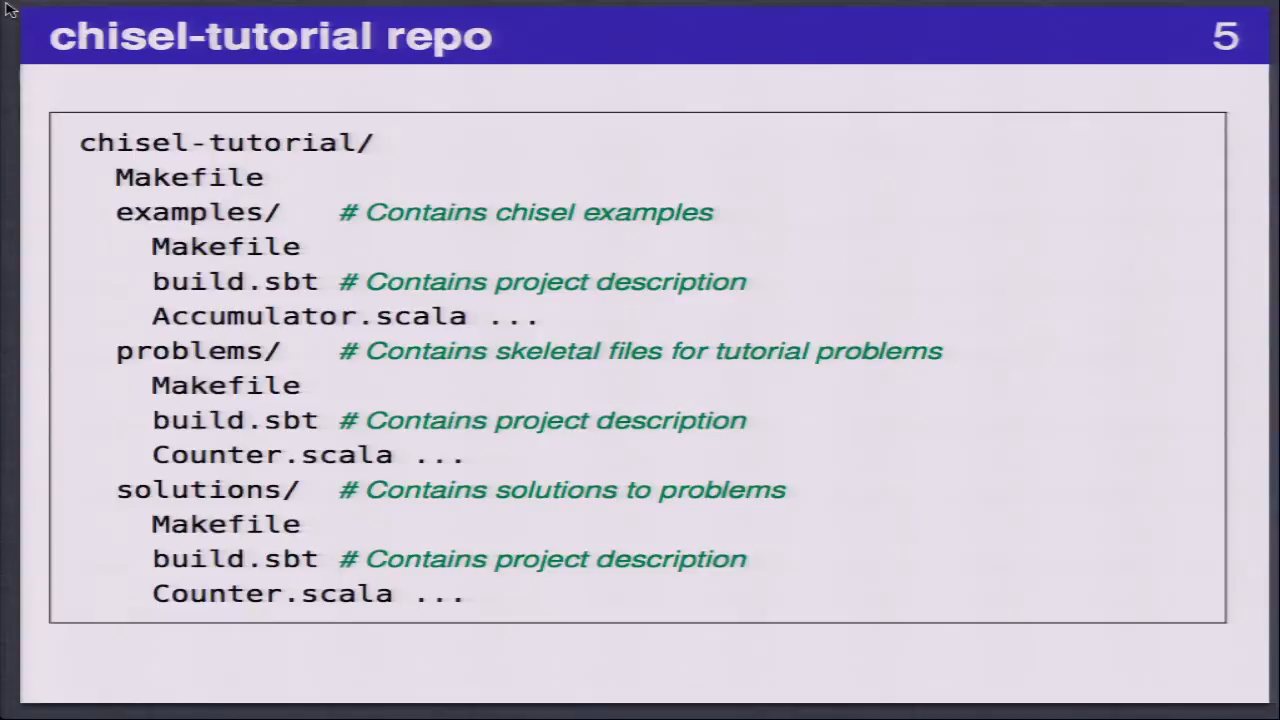 chisel-tutorial repo 5
chisel-tutorial/
Makefile
examples/ # Contains chisel examples
Makefile
build.sbt # Contains project description
Accumulator.scala ...
problems/ # Contains skeletal files for tutorial problems
Makefile
build.sbt # Contains project description
Counter.scala ...
solutions/ # Contains solutions to problems
Makefile
build.sbt # Contains project description
Counter.scala ...